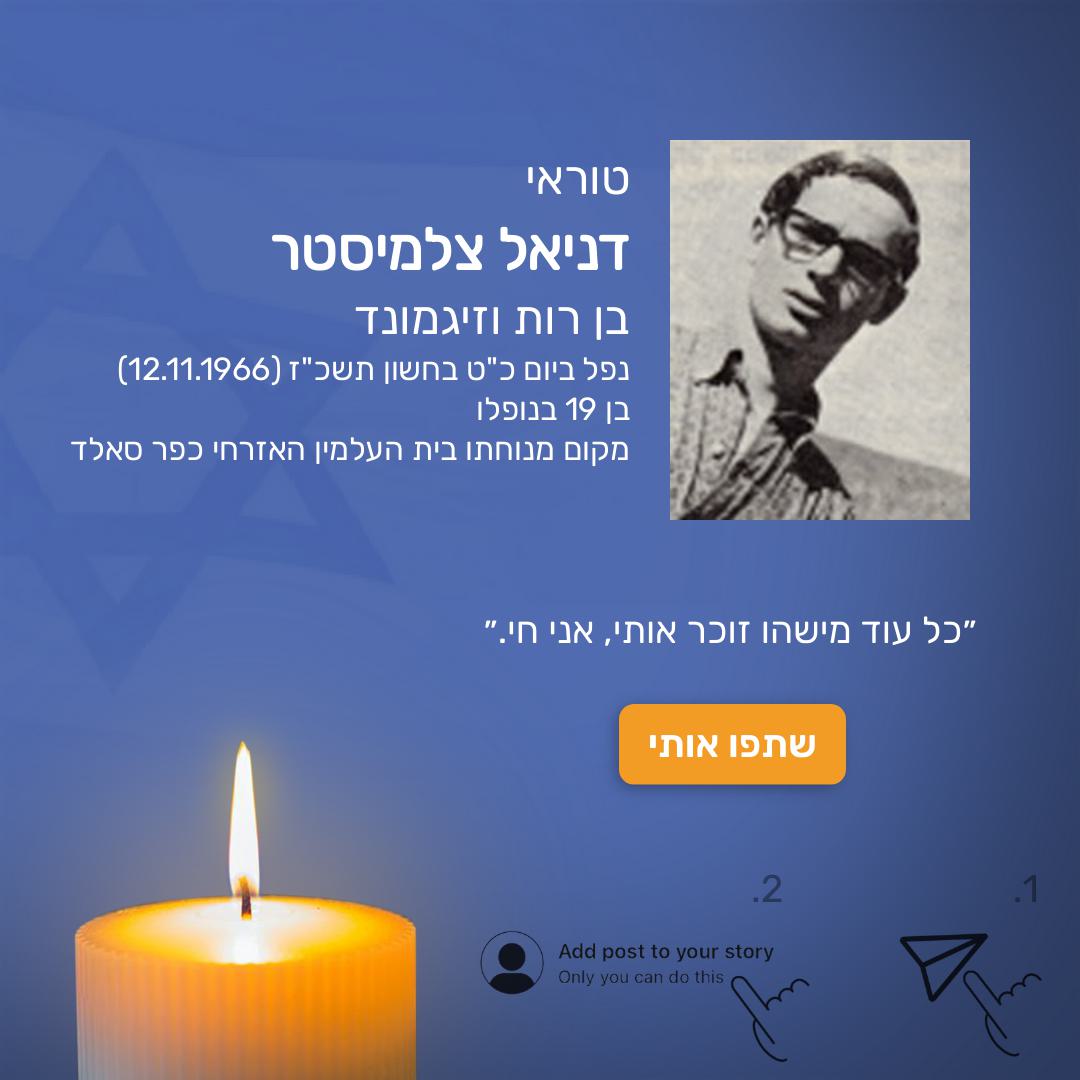 טוראי
דניאל צלמיסטר
בן רות וזיגמונד
נפל ביום כ"ט בחשון תשכ"ז (12.11.1966)
בן 19 בנופלו
מקום מנוחתו בית העלמין האזרחי כפר סאלד
״כל עוד מישהו זוכר אותי, אני חי.״
שתפו אותי
.1
.2
Add post to your story
Only you can do this